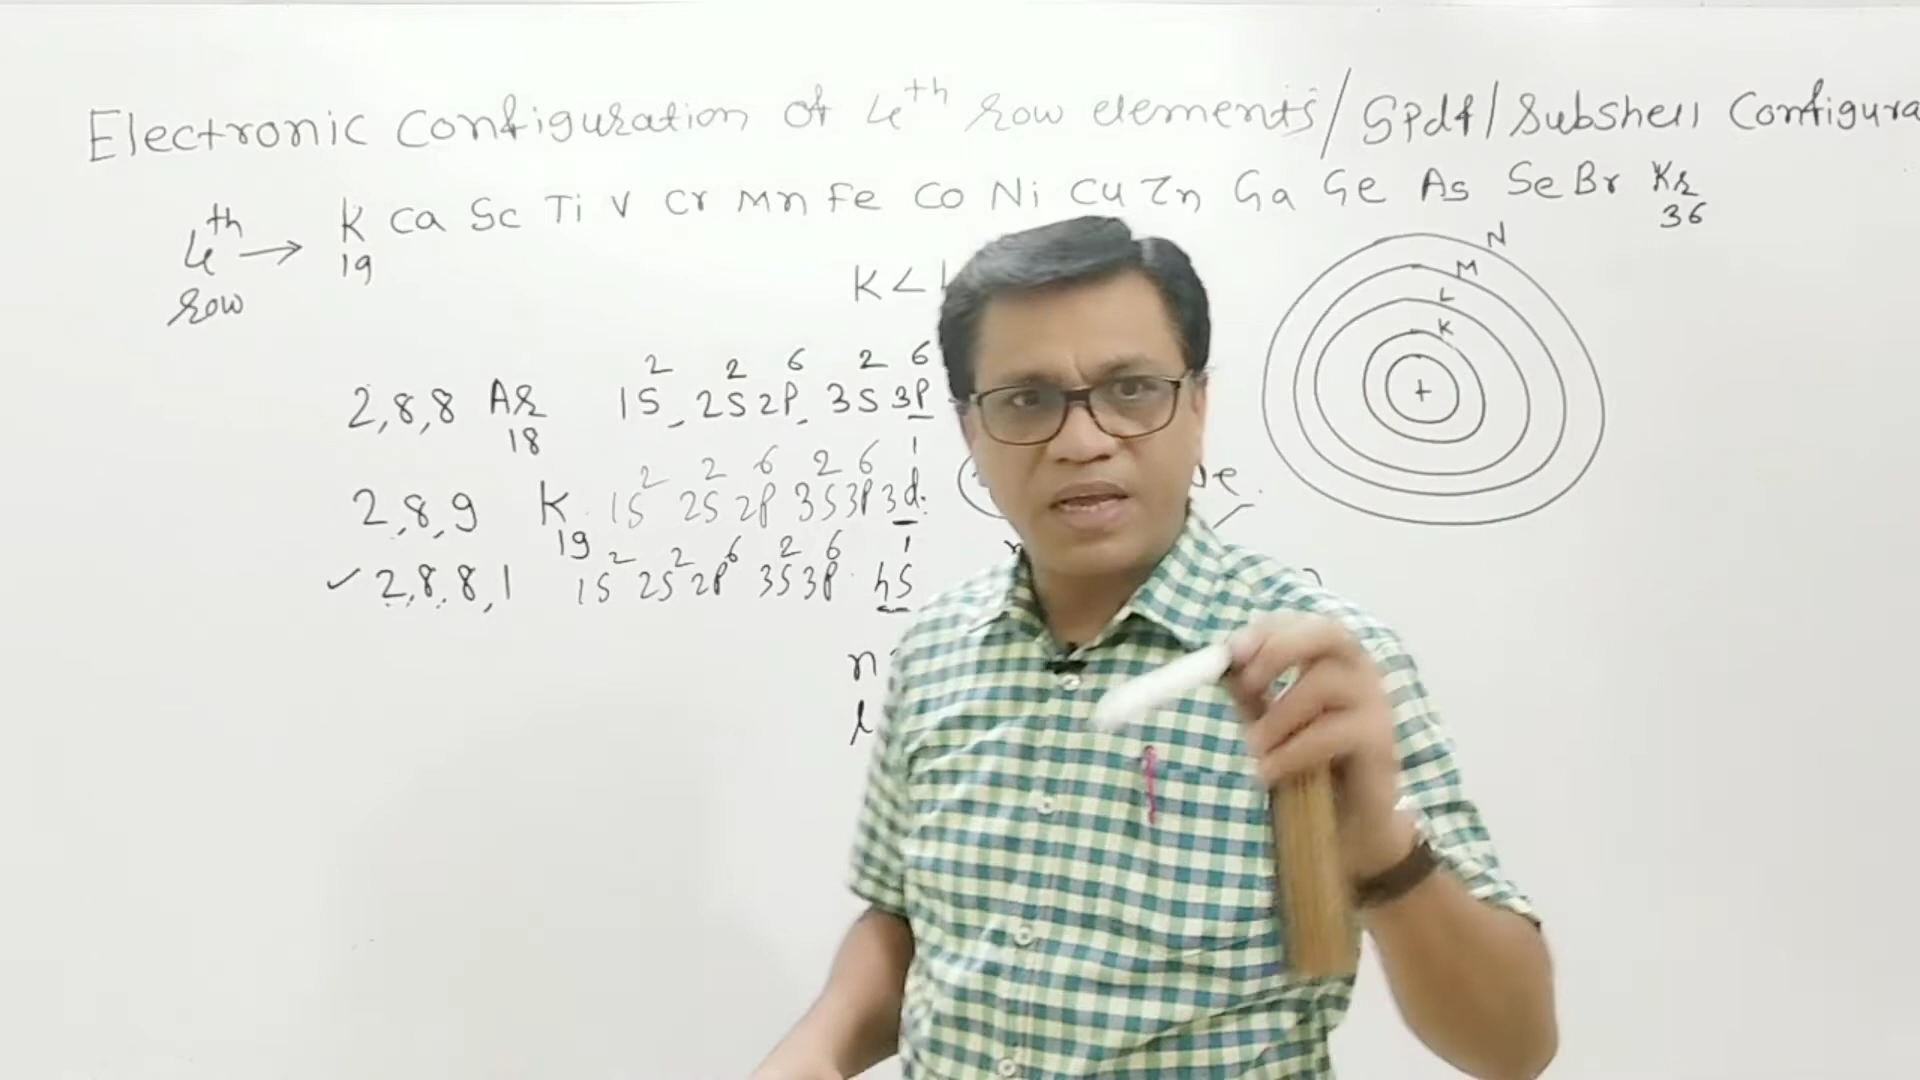 Electronic Configuration of 4th row elements/ SPdf/ Subshell Configura
4th row → K Ca Sc Ti V Cr Mn Fe Co Ni Cu Zn Ga Ge As Se Br Kr
19 36
K <
N
M
L
K
+
2,8,8 Ar 18 1S² 2S² 2P⁶ 3S² 3P⁶
2,8,9 K 19 1S² 2S² 2P⁶ 3S² 3P⁶ 3d¹
✓ 2,8,8,1 1S² 2S² 2P⁶ 3S² 3P⁶ 4S¹
n
l